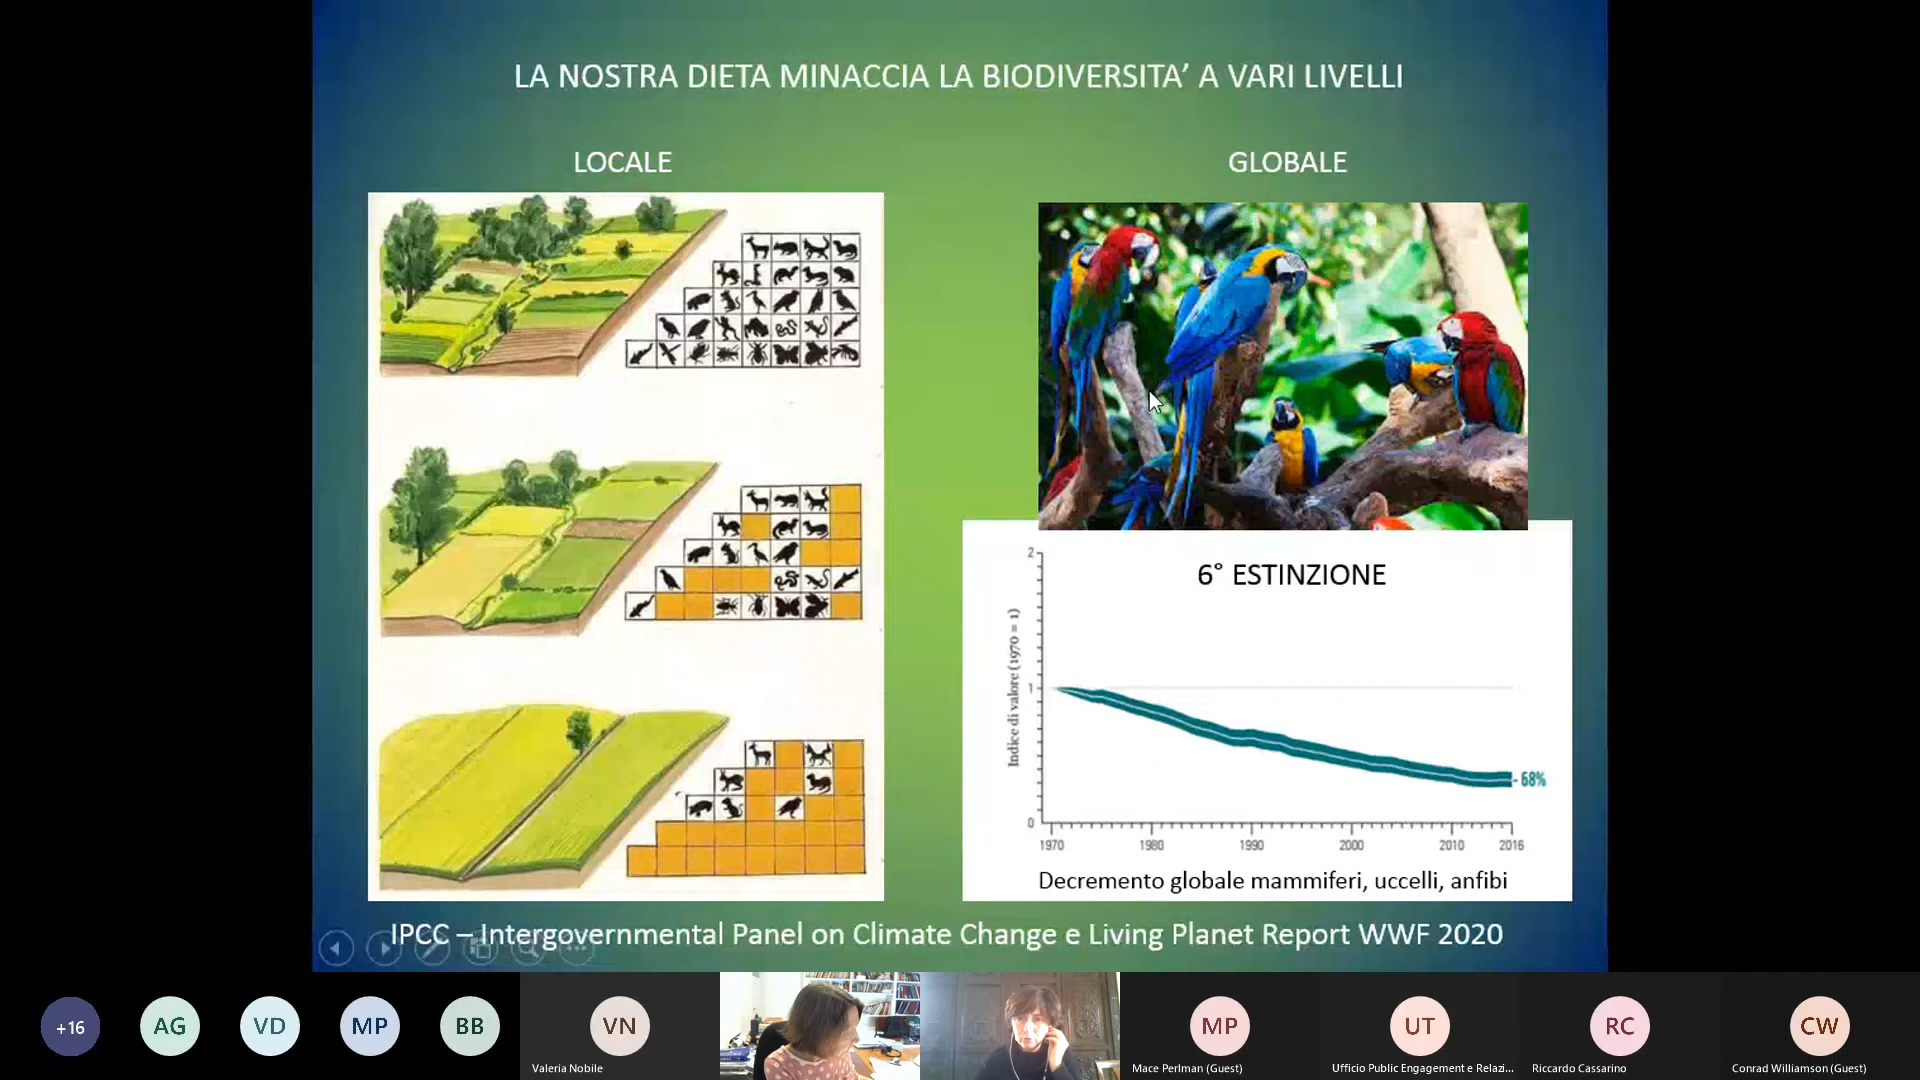 LA NOSTRA DIETA MINACCIA LA BIODIVERSITA’ A VARI LIVELLI
LOCALE
GLOBALE
6° ESTINZIONE
Indice di valore (1970 = 1)
2
1
0
- 68%
1970 1980 1990 2000 2010 2016
Decremento globale mammiferi, uccelli, anfibi
IPCC – Intergovernmental Panel on Climate Change e Living Planet Report WWF 2020
+16
AG
VD
MP
BB
VN
Valeria Nobile
MP
Mace Perlman (Guest)
UT
Ufficio Public Engagement e Relazi...
RC
Riccardo Cassarino
CW
Conrad Williamson (Guest)